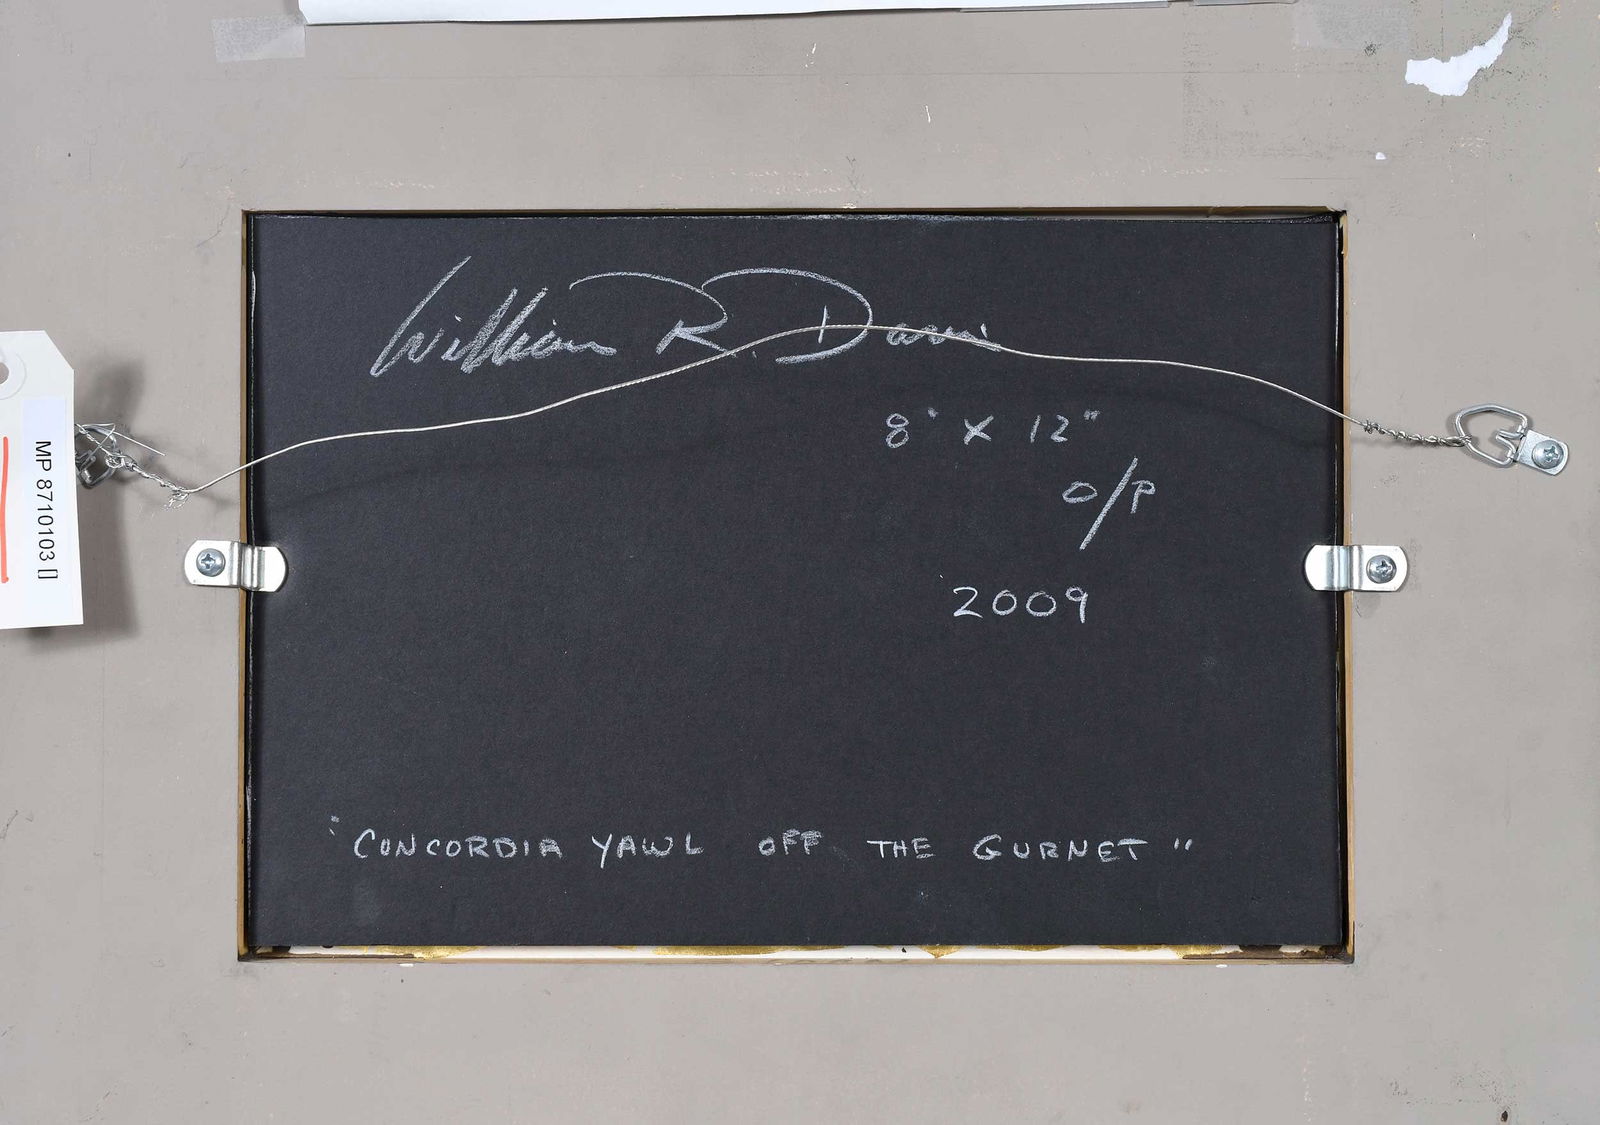 William R. Davis
8" X 12"
O/P
2009
"CONCORDIA YAWL OFF THE GURNET"
MP 8710103 []